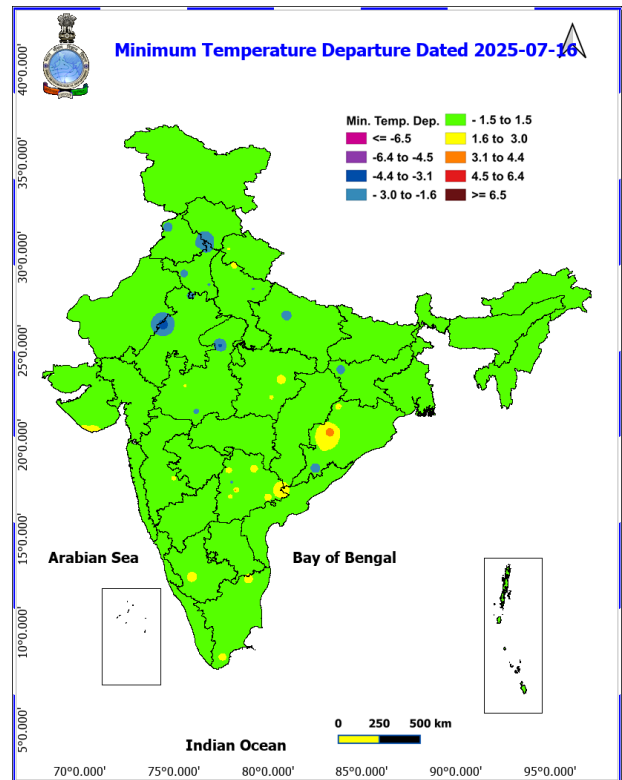 Minimum Temperature Departure Dated 2025-07-16
Min. Temp. Dep.
<= -6.5
-6.4 to -4.5
-4.4 to -3.1
- 3.0 to -1.6
- 1.5 to 1.5
1.6 to 3.0
3.1 to 4.4
4.5 to 6.4
>= 6.5
40°0.000'
35°0.000'
30°0.000'
25°0.000'
20°0.000'
15°0.000'
10°0.000'
5°0.000'
Arabian Sea
Bay of Bengal
Indian Ocean
0 250 500 km
70°0.000' 75°0.000' 80°0.000' 85°0.000' 90°0.000' 95°0.000'